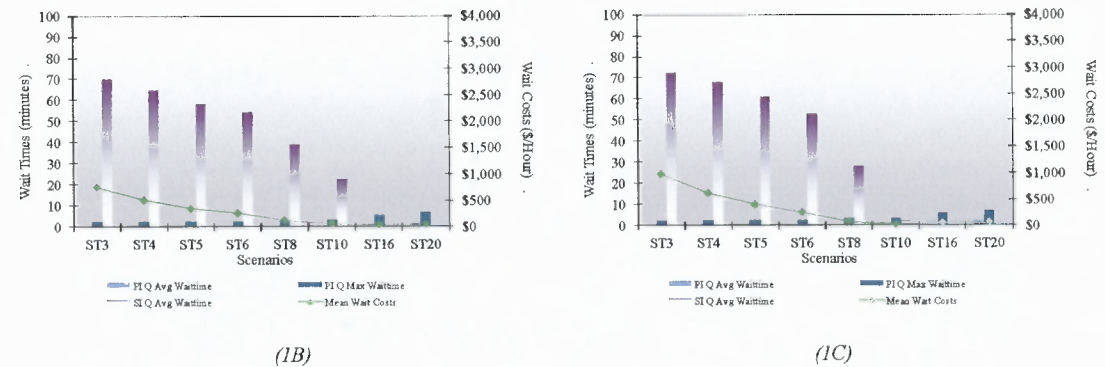 100
90
80
70
60
50
40
30
20
10
0
Wait Times (minutes) .
$4,000
$3,500
$3,000
$2,500
$2,000
$1,500
$1,000
$500
$0
Wait Costs ($/Hour) .
ST3 ST4 ST5 ST6 ST8 ST10 ST16 ST20
Scenarios
PI Q Avg Waittime
PI Q Max Waittime
SI Q Avg Waittime
Mean Wait Costs
(1B)
100
90
80
70
60
50
40
30
20
10
0
Wait Times (minutes) .
$4,000
$3,500
$3,000
$2,500
$2,000
$1,500
$1,000
$500
$0
Wait Costs ($/Hour) .
ST3 ST4 ST5 ST6 ST8 ST10 ST16 ST20
Scenarios
PI Q Avg Waittime
PI Q Max Waittime
SI Q Avg Waittime
Mean Wait Costs
(1C)